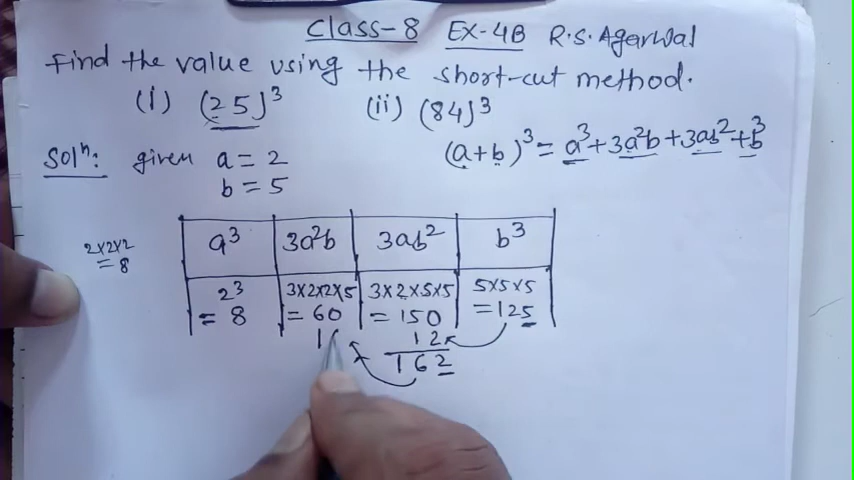 Class-8 EX-4B R.S.Agarwal
Find the value using the short-cut method.
(i) (25)³ (ii) (84)³
(a+b)³ = a³+3a²b+3ab²+b³
Solⁿ: given a = 2
b = 5
a³ 3a²b 3ab² b³
2×2×2
= 8
2³ 3×2×2×5 3×2×5×5 5×5×5
= 8 = 60 = 150 = 125
16 12
162